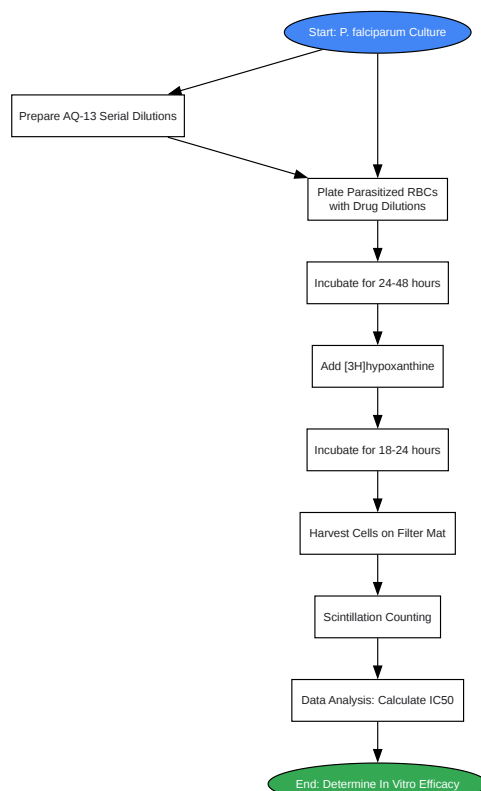 Start: P. falciparum Culture
Prepare AQ-13 Serial Dilutions
Plate Parasitized RBCs
with Drug Dilutions
Incubate for 24-48 hours
Add [3H]hypoxanthine
Incubate for 18-24 hours
Harvest Cells on Filter Mat
Scintillation Counting
Data Analysis: Calculate IC50
End: Determine In Vitro Efficacy